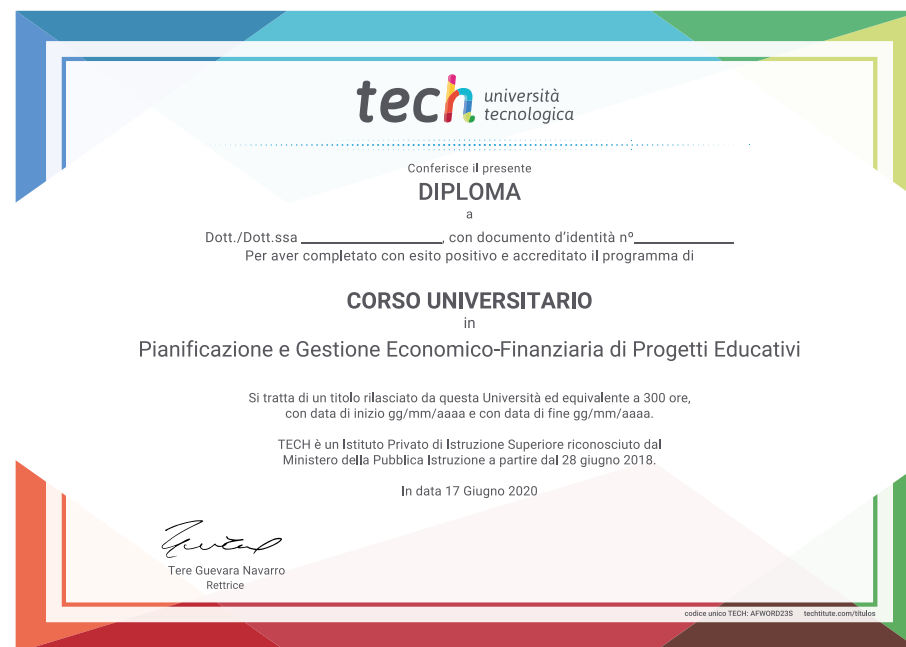 tech università
tecnologica
Conferisce il presente
DIPLOMA
a
Dott./Dott.ssa ____________________, con documento d'identità nº______________
Per aver completato con esito positivo e accreditato il programma di
CORSO UNIVERSITARIO
in
Pianificazione e Gestione Economico-Finanziaria di Progetti Educativi
Si tratta di un titolo rilasciato da questa Università ed equivalente a 300 ore,
con data di inizio gg/mm/aaaa e con data di fine gg/mm/aaaa.
TECH è un Istituto Privato di Istruzione Superiore riconosciuto dal
Ministero della Pubblica Istruzione a partire dal 28 giugno 2018.
In data 17 Giugno 2020
Tere Guevara Navarro
Rettrice
codice unico TECH: AFWORD23S techtitute.com/titulos